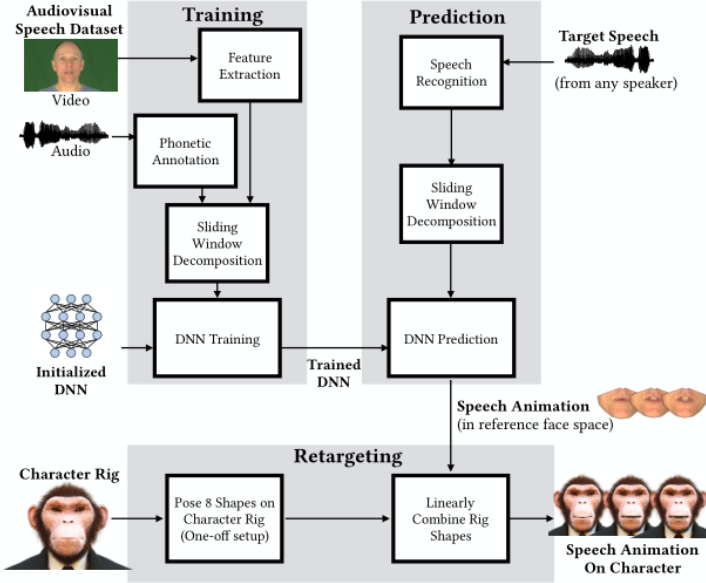 Audiovisual
Speech Dataset
Video
Audio
Training
Feature
Extraction
Phonetic
Annotation
Sliding
Window
Decomposition
Initialized
DNN
DNN Training
Trained
DNN
Prediction
Target Speech
(from any speaker)
Speech
Recognition
Sliding
Window
Decomposition
DNN Prediction
Speech Animation
(in reference face space)
Retargeting
Character Rig
Pose 8 Shapes on
Character Rig
(One-off setup)
Linearly
Combine Rig
Shapes
Speech Animation
On Character